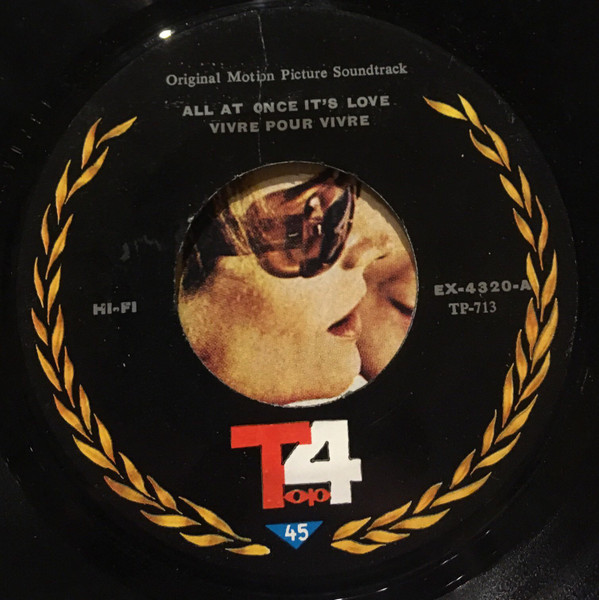 Original Motion Picture Soundtrack
ALL AT ONCE IT'S LOVE
VIVRE POUR VIVRE
HI-FI
EX-4320-A
TP-713
Top 4
45